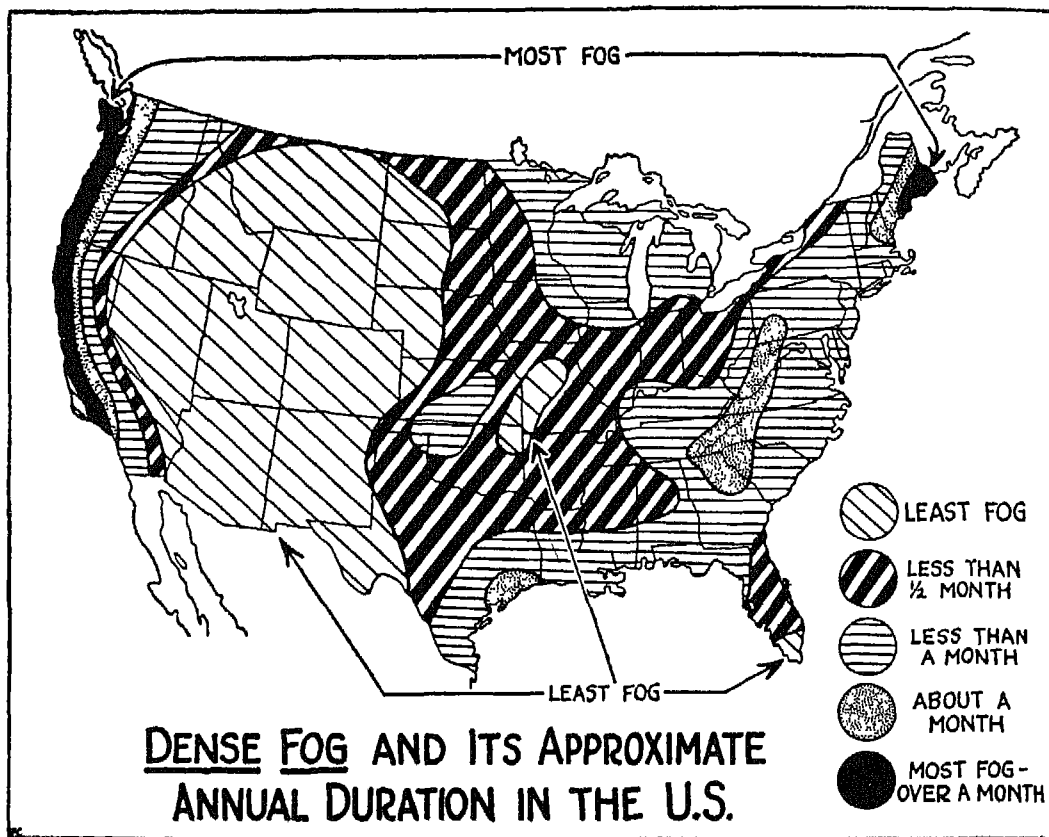 MOST FOG
LEAST FOG
LESS THAN
½ MONTH
LESS THAN
A MONTH
ABOUT A
MONTH
MOST FOG-
OVER A MONTH
LEAST FOG
DENSE FOG AND ITS APPROXIMATE
ANNUAL DURATION IN THE U.S.